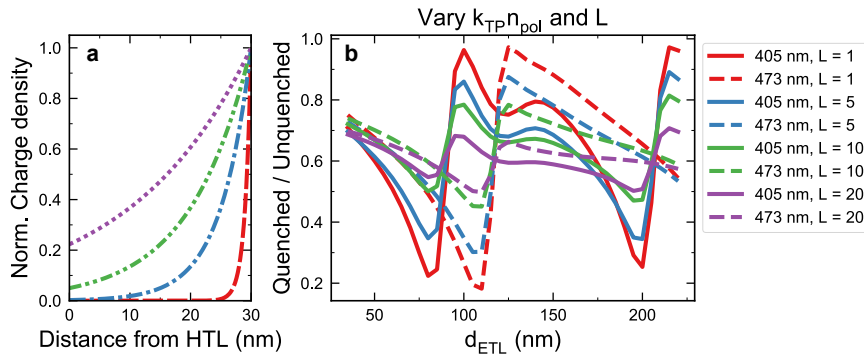 Vary k_TP n_pol and L
a
Norm. Charge density
1.0
0.8
0.6
0.4
0.2
0.0
0
10
20
30
Distance from HTL (nm)
b
Quenched / Unquenched
1.0
0.8
0.6
0.4
0.2
50
100
150
200
d_ETL (nm)
405 nm, L = 1
473 nm, L = 1
405 nm, L = 5
473 nm, L = 5
405 nm, L = 10
473 nm, L = 10
405 nm, L = 20
473 nm, L = 20